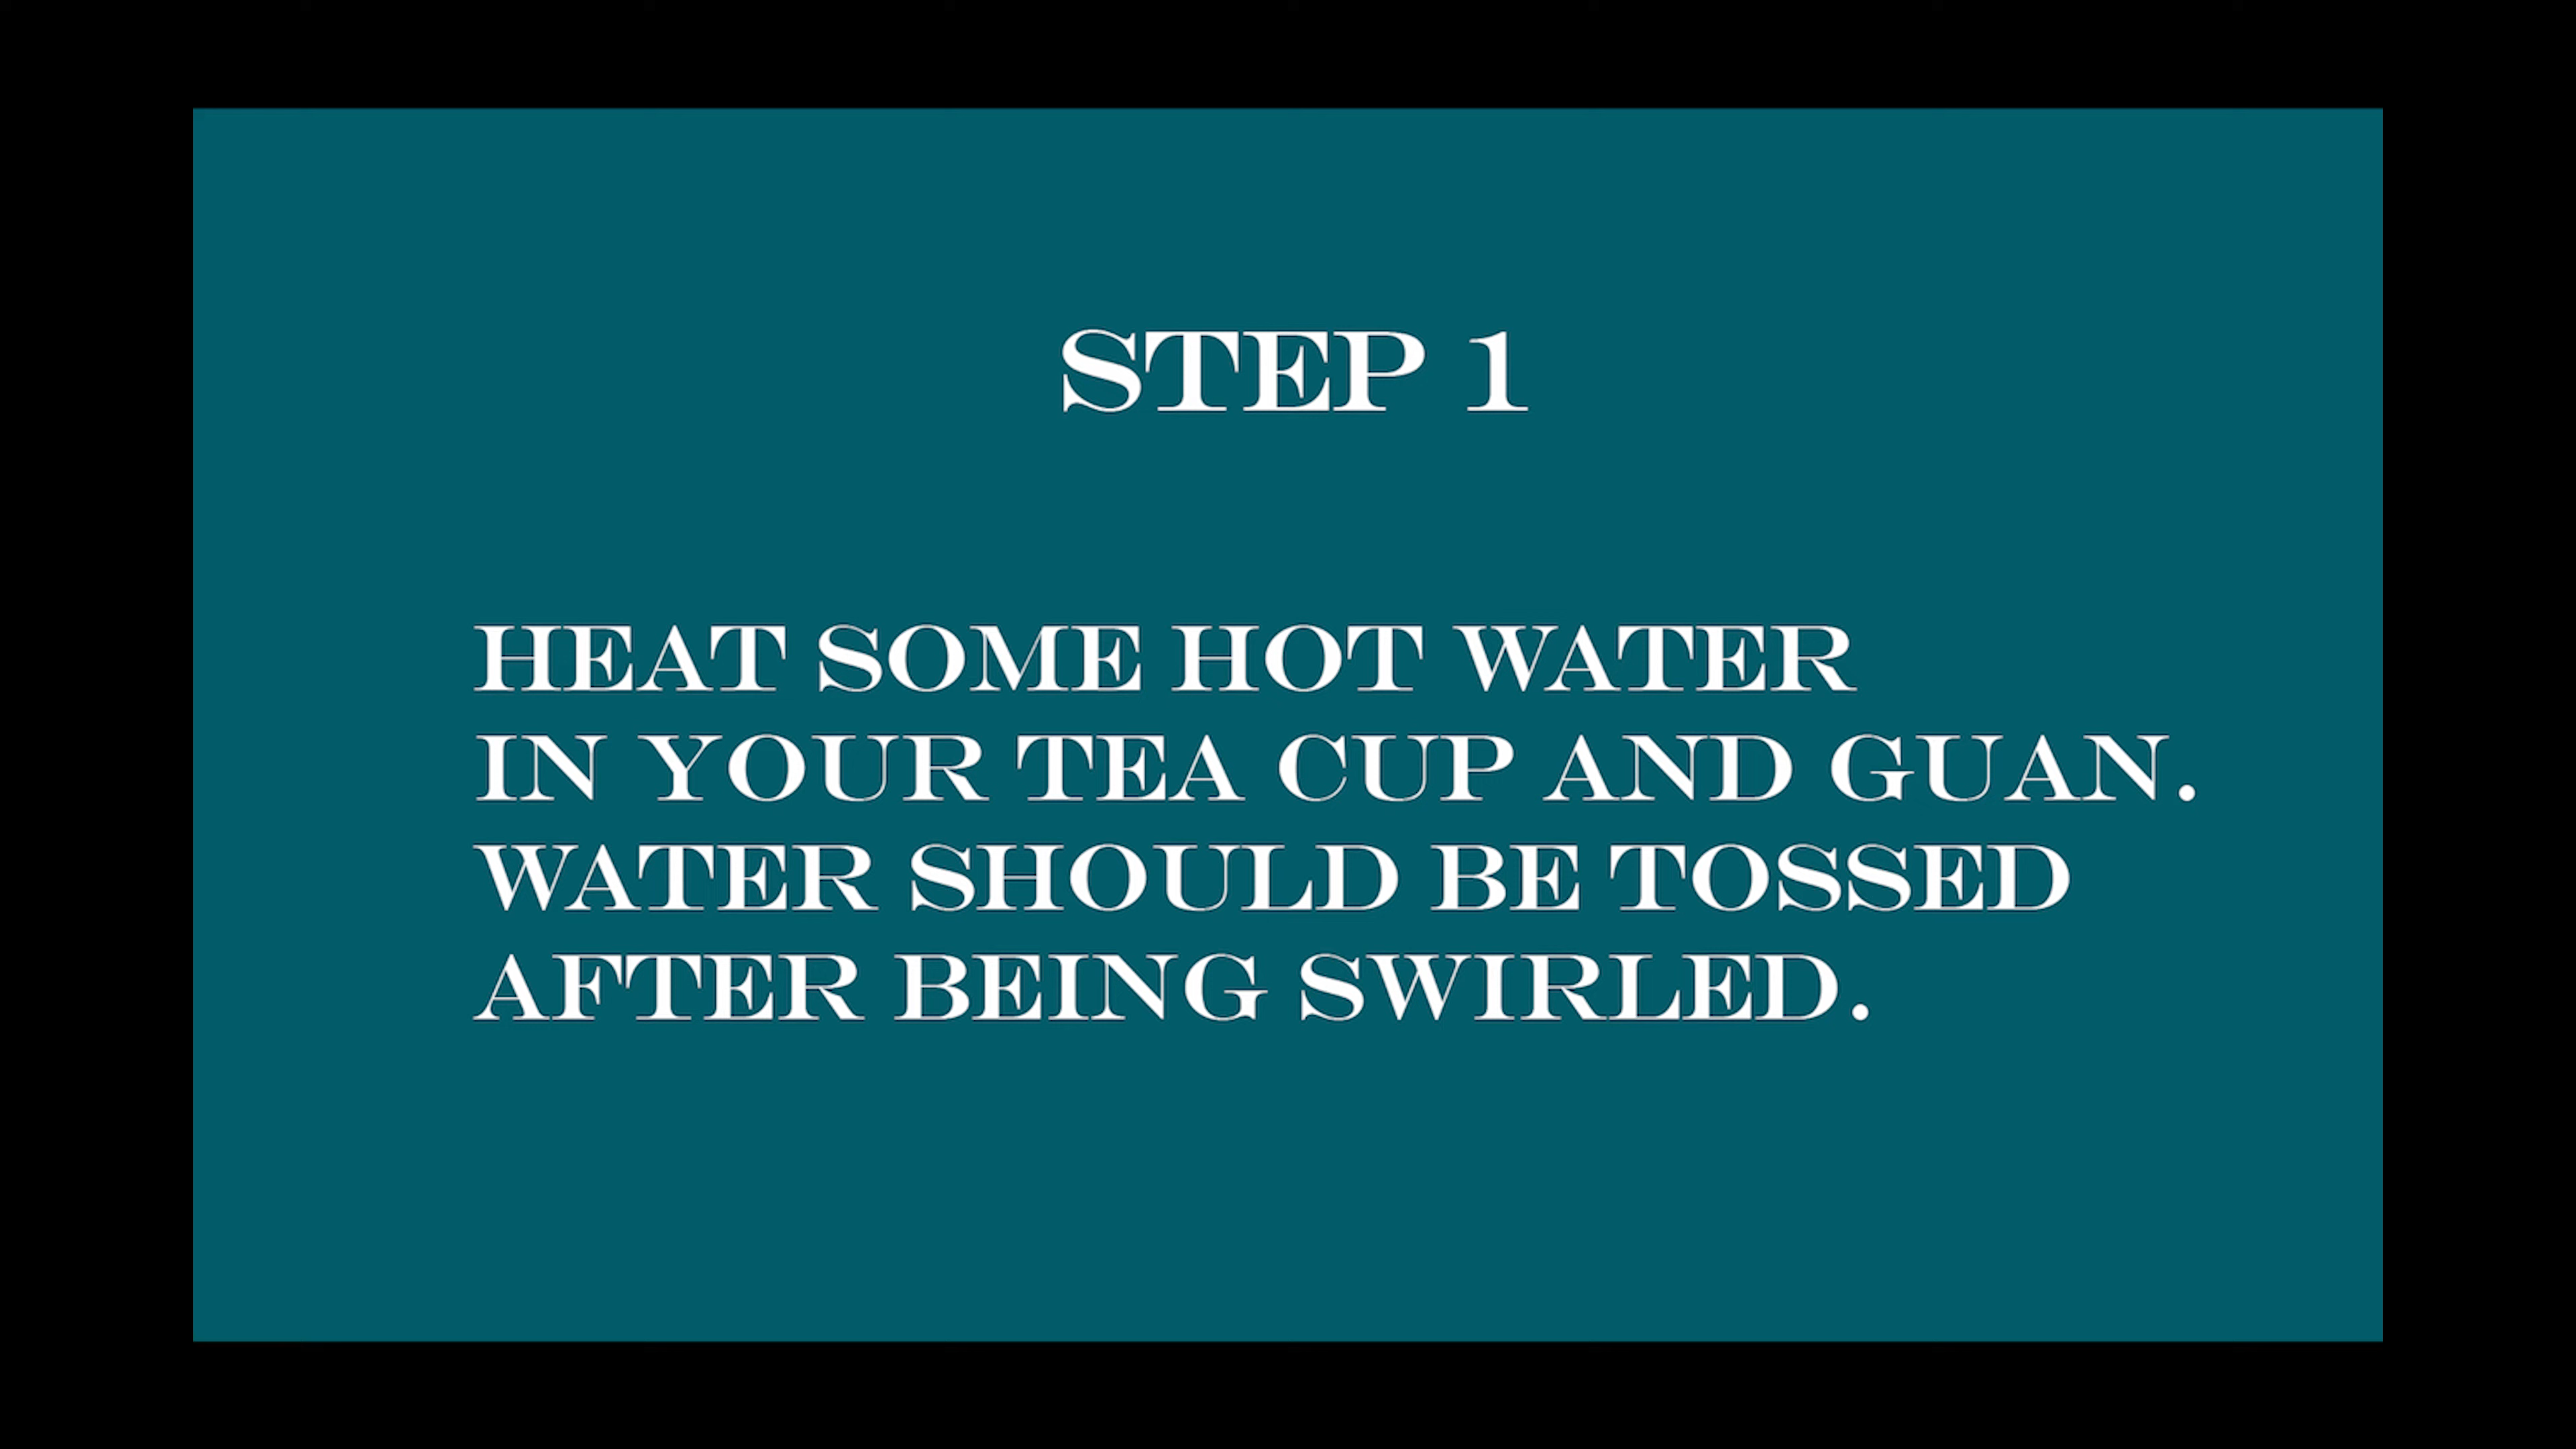 STEP 1
HEAT SOME HOT WATER
IN YOUR TEA CUP AND GUAN.
WATER SHOULD BE TOSSED
AFTER BEING SWIRLED.